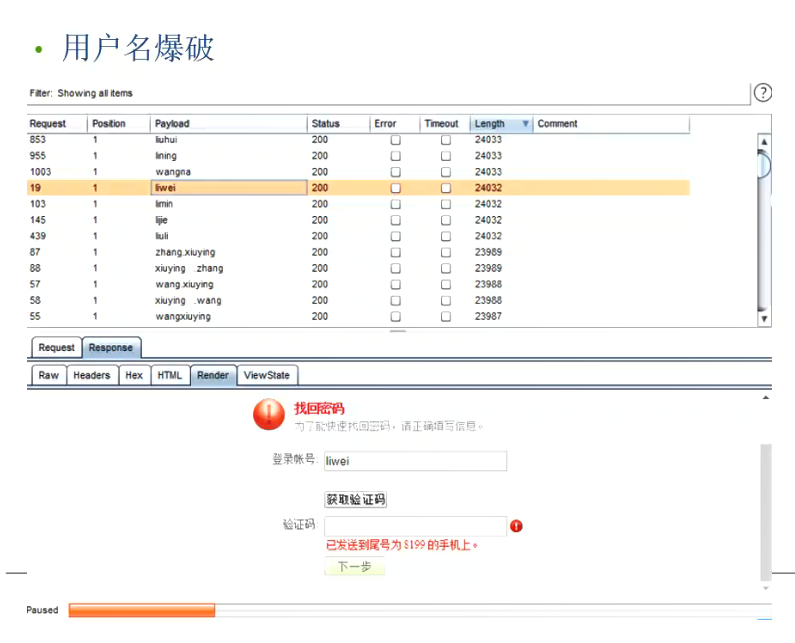 • 用户名爆破
Filter: Showing all items ?
Request Position Payload Status Error Timeout Length Comment
853 1 liuhui 200 24033
955 1 lining 200 24033
1003 1 wangna 200 24033
19 1 liwei 200 24032
103 1 limin 200 24032
145 1 lijie 200 24032
439 1 liuli 200 24032
87 1 zhang.xiuying 200 23989
88 1 xiuying .zhang 200 23989
57 1 wang.xiuying 200 23988
58 1 xiuying .wang 200 23988
55 1 wangxiuying 200 23987
Request Response
Raw Headers Hex HTML Render ViewState
找回密码
为了能快速找回密码，请正确填写信息。
登录帐号: liwei
获取验证码
验证码:
已发送到尾号为 8199 的手机上。
下一步
Paused